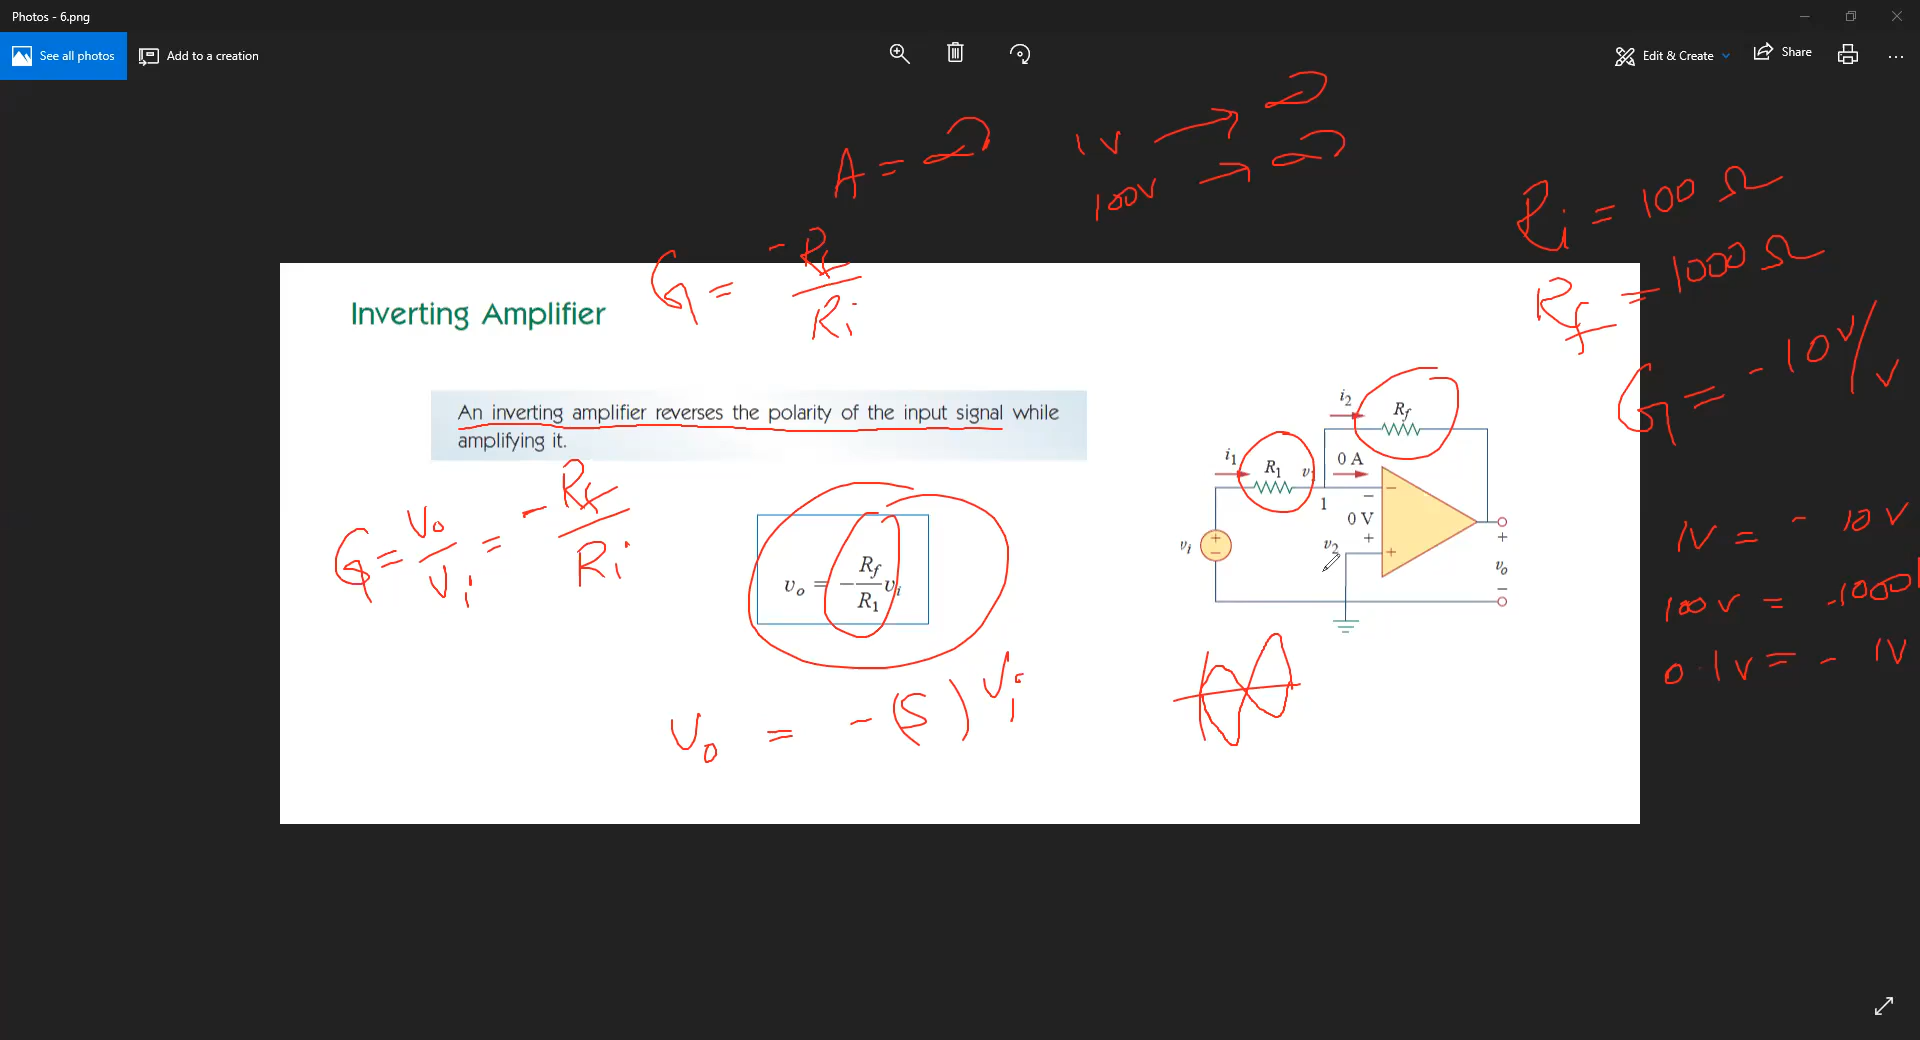 Photos - 6.png
See all photos
Add to a creation
Edit & Create
Share
A = ∞
1V → ∞
100V → ∞
Ri = 100 Ω
Rf = 1000 Ω
G = -10 V/V
G = -Rf/Ri
Inverting Amplifier
An inverting amplifier reverses the polarity of the input signal while
amplifying it.
G = Vo/Vi = -Rf/Ri
vo = -Rf/R1 vi
Vo = -(5) Vi
i2
Rf
i1
R1
v1
0 A
1
−
0 V
+
v2
−
+
vi
+
−
+
vo
−
1V = - 10V
100V = -1000
0.1V = - 1V